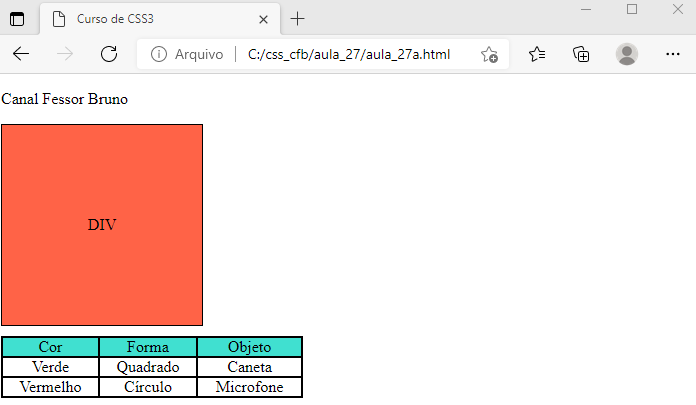 Curso de CSS3
Arquivo C:/css_cfb/aula_27/aula_27a.html
Canal Fessor Bruno
DIV
Cor Forma Objeto
Verde Quadrado Caneta
Vermelho Círculo Microfone